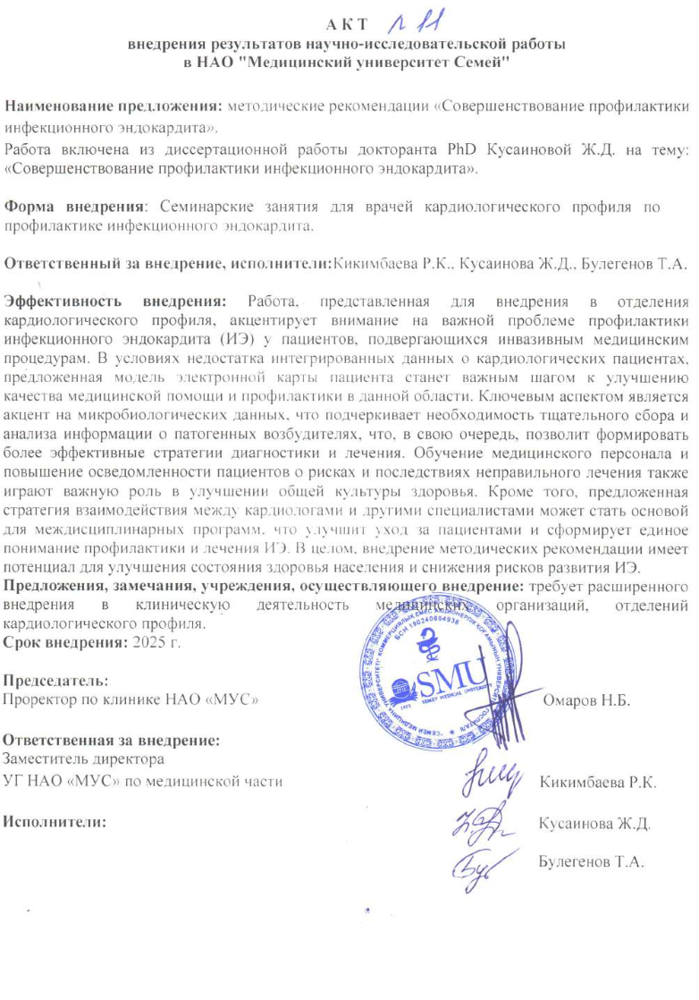 А К Т № 11
внедрения результатов научно-исследовательской работы
в НАО "Медицинский университет Семей"
Наименование предложения: методические рекомендации «Совершенствование профилактики
инфекционного эндокардита».
Работа включена из диссертационной работы докторанта PhD Кусаиновой Ж.Д. на тему:
«Совершенствование профилактики инфекционного эндокардита».
Форма внедрения: Семинарские занятия для врачей кардиологического профиля по
профилактике инфекционного эндокардита.
Ответственный за внедрение, исполнители:Кикимбаева Р.К., Кусаинова Ж.Д., Булегенов Т.А.
Эффективность внедрения: Работа, представленная для внедрения в отделения
кардиологического профиля, акцентирует внимание на важной проблеме профилактики
инфекционного эндокардита (ИЭ) у пациентов, подвергающихся инвазивным медицинским
процедурам. В условиях недостатка интегрированных данных о кардиологических пациентах,
предложенная модель электронной карты пациента станет важным шагом к улучшению
качества медицинской помощи и профилактики в данной области. Ключевым аспектом является
акцент на микробиологических данных, что подчеркивает необходимость тщательного сбора и
анализа информации о патогенных возбудителях, что, в свою очередь, позволит формировать
более эффективные стратегии диагностики и лечения. Обучение медицинского персонала и
повышение осведомленности пациентов о рисках и последствиях неправильного лечения также
играют важную роль в улучшении общей культуры здоровья. Кроме того, предложенная
стратегия взаимодействия между кардиологами и другими специалистами может стать основой
для междисциплинарных программ, что улучшит уход за пациентами и сформирует единое
понимание профилактики и лечения ИЭ. В целом, внедрение методических рекомендации имеет
потенциал для улучшения состояния здоровья населения и снижения рисков развития ИЭ.
Предложения, замечания, учреждения, осуществляющего внедрение: требует расширенного
внедрения в клиническую деятельность медицинских организаций, отделений
кардиологического профиля.
Срок внедрения: 2025 г.
Председатель:
Проректор по клинике НАО «МУС» Омаров Н.Б.
БСН 190240004938
SMU
SEMEY MEDICAL UNIVERSITY
Ответственная за внедрение:
Заместитель директора
УГ НАО «МУС» по медицинской части Кикимбаева Р.К.
Исполнители: Кусаинова Ж.Д.
Булегенов Т.А.